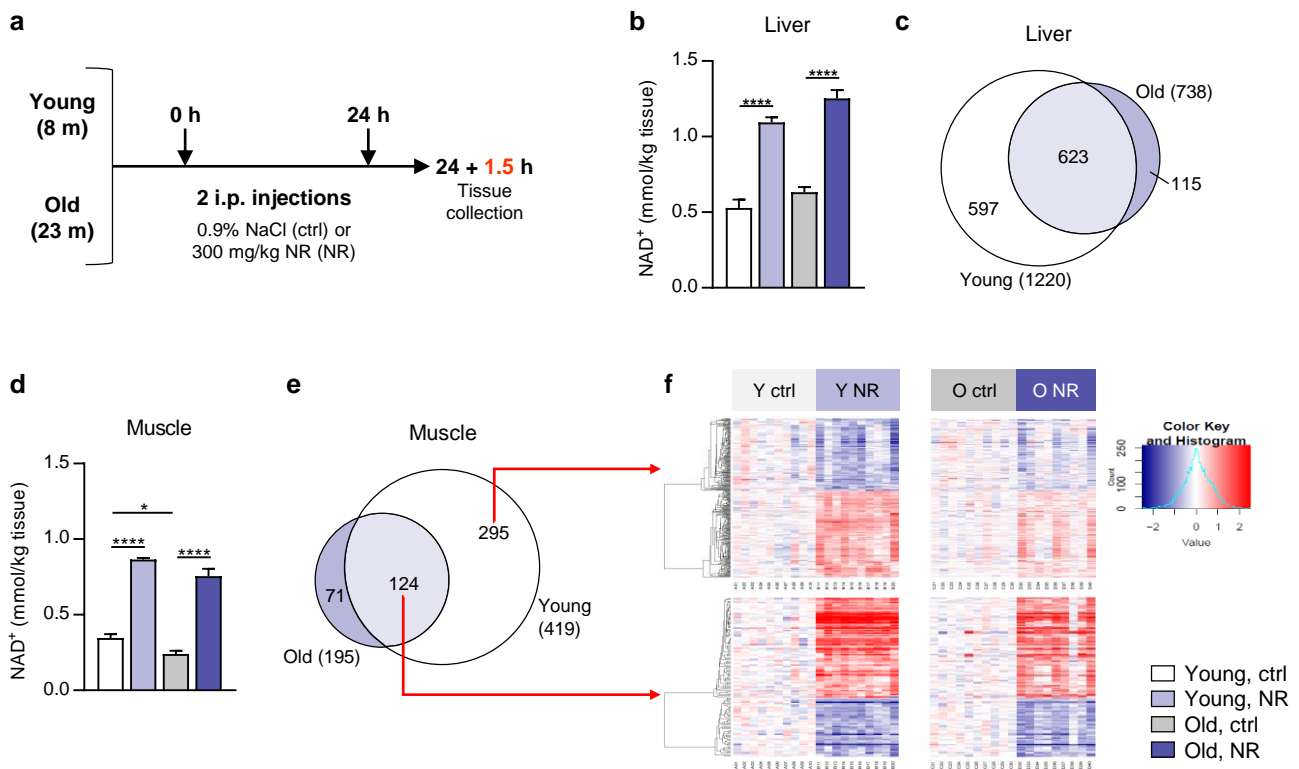 a
Young
(8 m)
Old
(23 m)
0 h
24 h
2 i.p. injections
0.9% NaCl (ctrl) or
300 mg/kg NR (NR)
24 + 1.5 h
Tissue
collection
b
Liver
NAD+ (mmol/kg tissue)
1.5
1.0
0.5
0.0
****
****
c
Liver
Old (738)
623
115
597
Young (1220)
d
Muscle
NAD+ (mmol/kg tissue)
1.5
1.0
0.5
0.0
*
****
****
e
Muscle
295
124
71
Young
(419)
Old (195)
f
Y ctrl
Y NR
O ctrl
O NR
Color Key
and Histogram
Count
0
100
250
−2
−1
0
1
2
Value
Young, ctrl
Young, NR
Old, ctrl
Old, NR